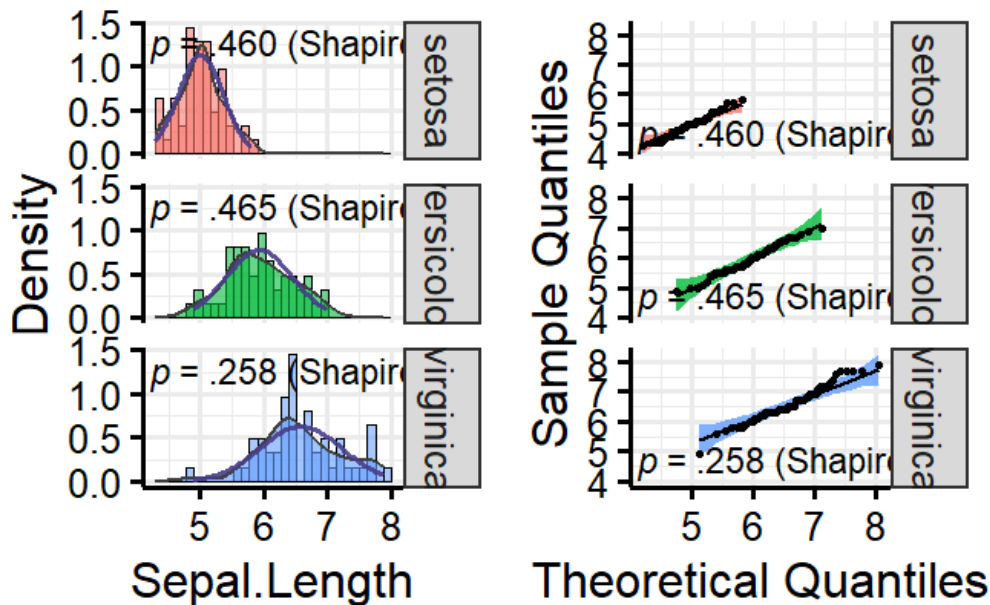 Density
1.5
1.0
0.5
0.0
p = .460 (Shapiro
setosa
1.5
1.0
0.5
0.0
p = .465 (Shapiro
ersicolo
1.5
1.0
0.5
0.0
p = .258 (Shapiro
virginica
5 6 7 8
Sepal.Length
Sample Quantiles
8
7
6
5
4
p = .460 (Shapiro
setosa
8
7
6
5
4
p = .465 (Shapiro
ersicolo
8
7
6
5
4
p = .258 (Shapiro
virginica
5 6 7 8
Theoretical Quantiles